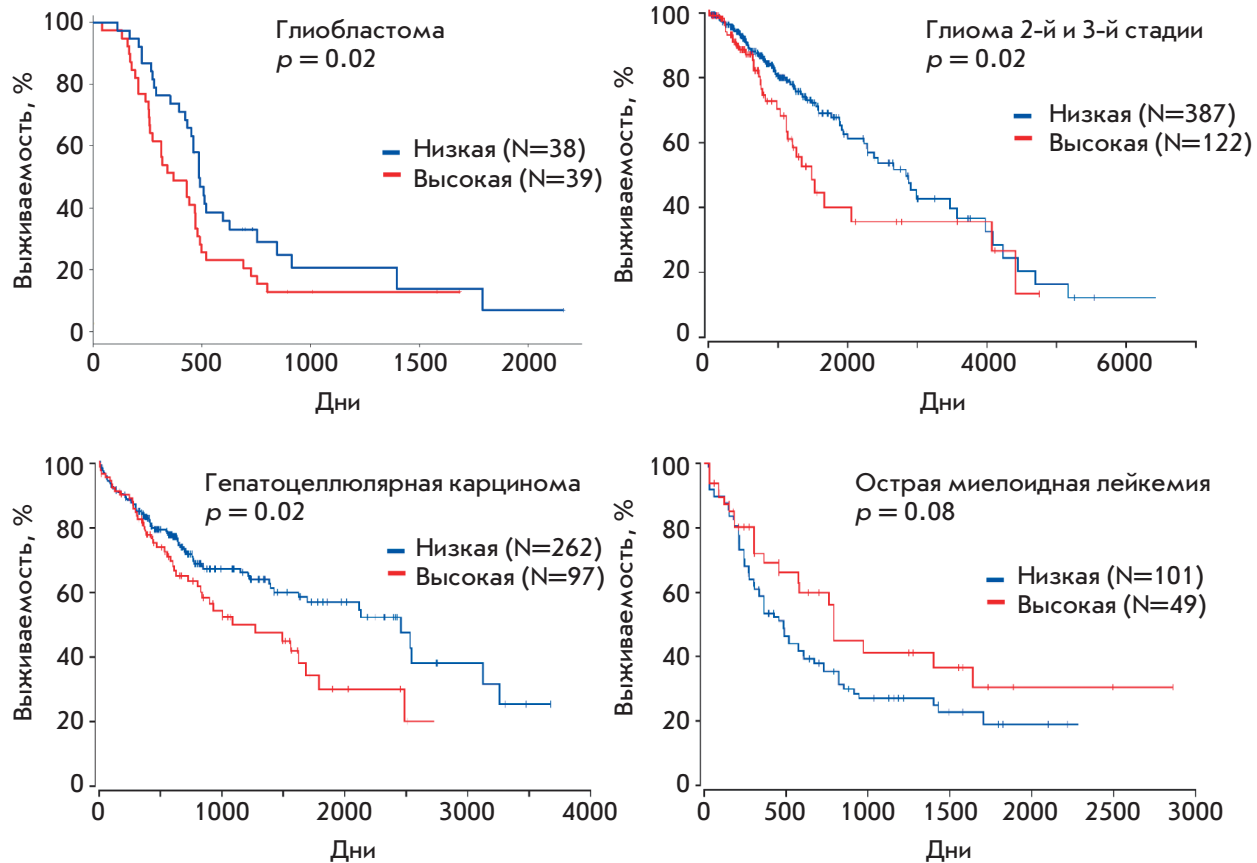 Глиобластома
p = 0.02
Низкая (N=38)
Высокая (N=39)
Выживаемость, %
100
80
60
40
20
0
0 500 1000 1500 2000
Дни
Глиома 2-й и 3-й стадии
p = 0.02
Низкая (N=387)
Высокая (N=122)
Выживаемость, %
100
80
60
40
20
0
0 2000 4000 6000
Дни
Гепатоцеллюлярная карцинома
p = 0.02
Низкая (N=262)
Высокая (N=97)
Выживаемость, %
100
80
60
40
20
0
0 1000 2000 3000 4000
Дни
Острая миелоидная лейкемия
p = 0.08
Низкая (N=101)
Высокая (N=49)
Выживаемость, %
100
80
60
40
20
0
0 500 1000 1500 2000 2500 3000
Дни